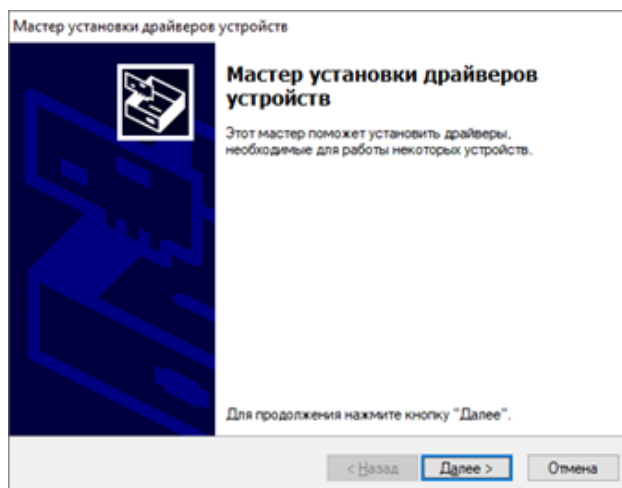 Мастер установки драйверов устройств
Мастер установки драйверов
устройств
Этот мастер поможет установить драйверы,
необходимые для работы некоторых устройств.
Для продолжения нажмите кнопку "Далее".
< Назад
Далее >
Отмена